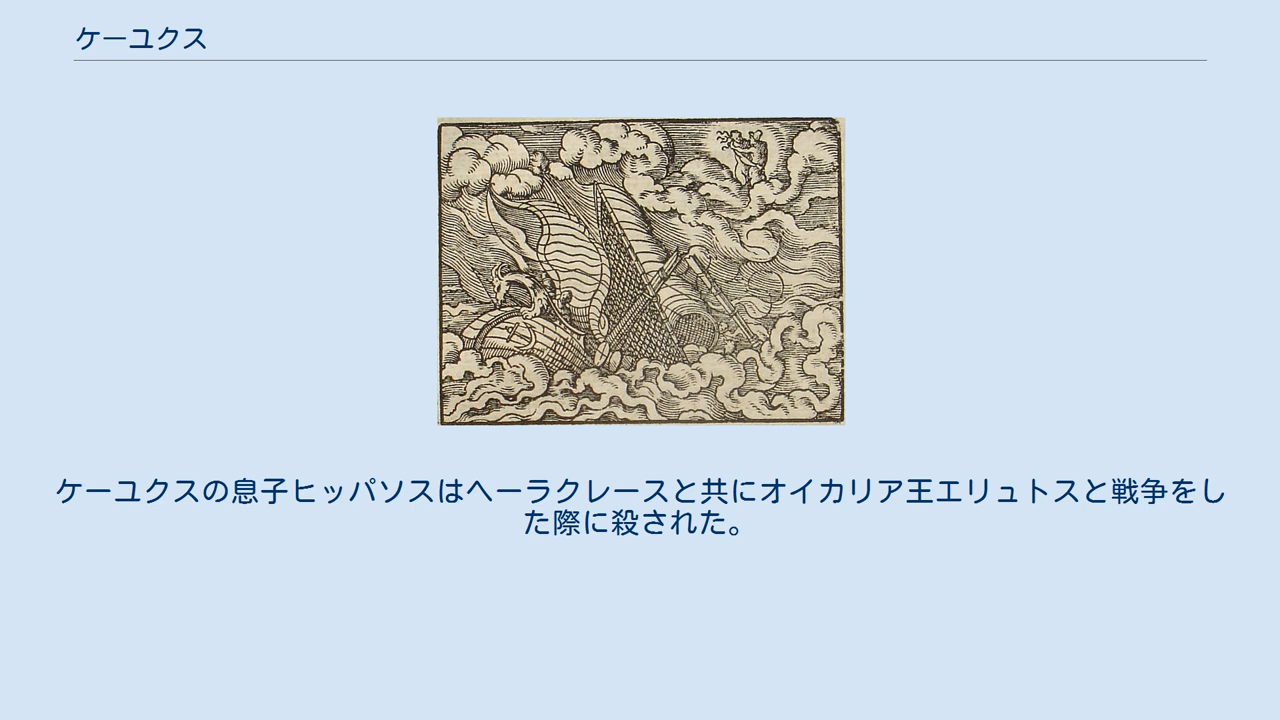 ケーユクス
ケーユクスの息子ヒッパソスはヘーラクレースと共にオイカリア王エリュトスと戦争をし
た際に殺された。